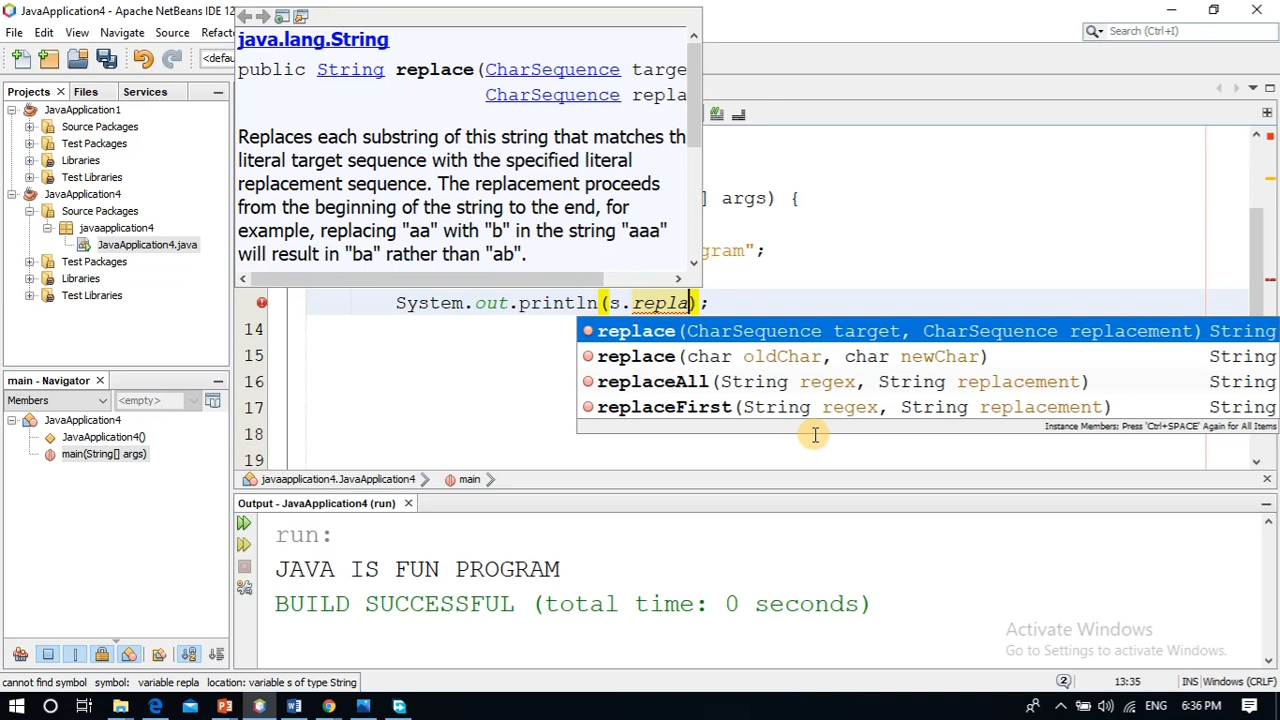 JavaApplication4 - Apache NetBeans IDE 12
File Edit View Navigate Source Refact
Search (Ctrl+I)
<defau
Projects Files Services
JavaApplication1
Source Packages
Test Packages
Libraries
Test Libraries
JavaApplication4
Source Packages
javaapplication4
JavaApplication4.java
Test Packages
Libraries
Test Libraries
main - Navigator
Members <empty>
JavaApplication4
JavaApplication4()
main(String[] args)
java.lang.String
public String replace(CharSequence targe
CharSequence repla
Replaces each substring of this string that matches th
literal target sequence with the specified literal
replacement sequence. The replacement proceeds
from the beginning of the string to the end, for
example, replacing "aa" with "b" in the string "aaa"
will result in "ba" rather than "ab".
] args) {
gram";
System.out.println(s.repla);
14
15
16
17
18
19
replace(CharSequence target, CharSequence replacement) String
replace(char oldChar, char newChar) String
replaceAll(String regex, String replacement) String
replaceFirst(String regex, String replacement) String
Instance Members: Press 'Ctrl+SPACE' Again for All Items
javaapplication4.JavaApplication4 main
Output - JavaApplication4 (run)
run:
JAVA IS FUN PROGRAM
BUILD SUCCESSFUL (total time: 0 seconds)
Activate Windows
Go to Settings to activate Windows.
cannot find symbol symbol: variable repla location: variable s of type String
2 13:35 INS Windows (CRLF)
ENG 6:36 PM